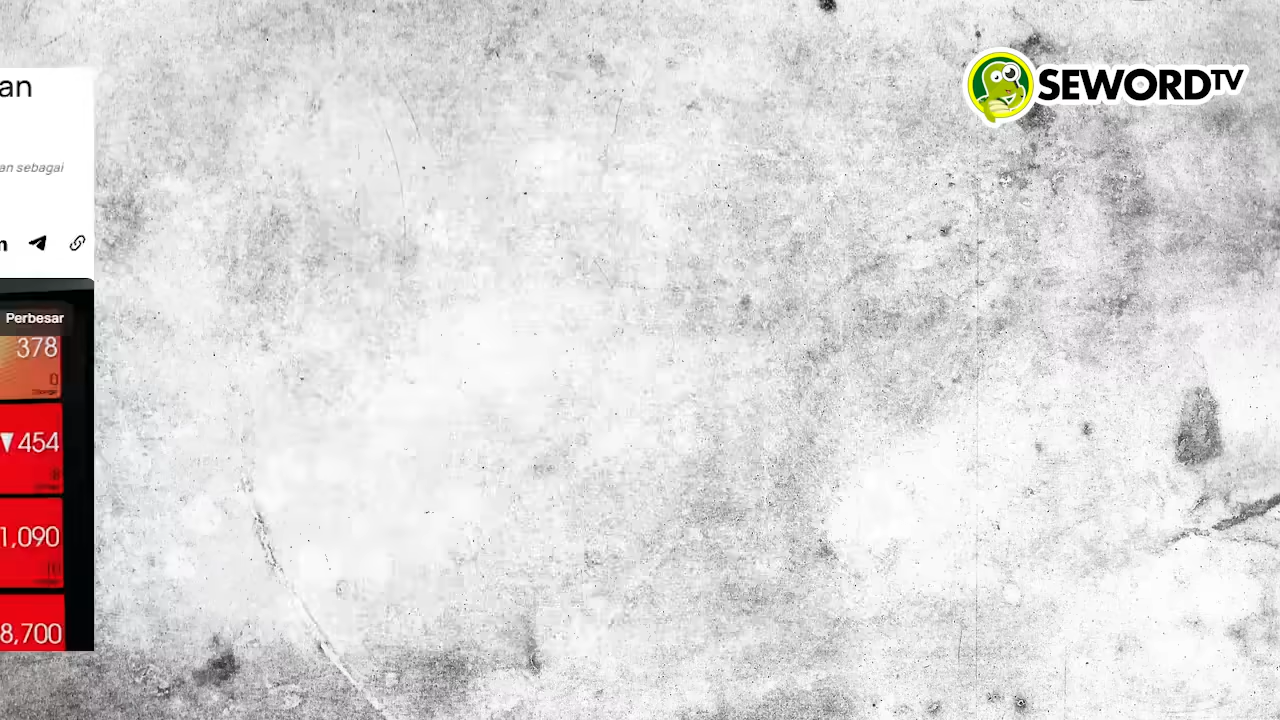 SEWORDTV
an
an sebagai
Perbesar
378
▼454
1,090
8,700